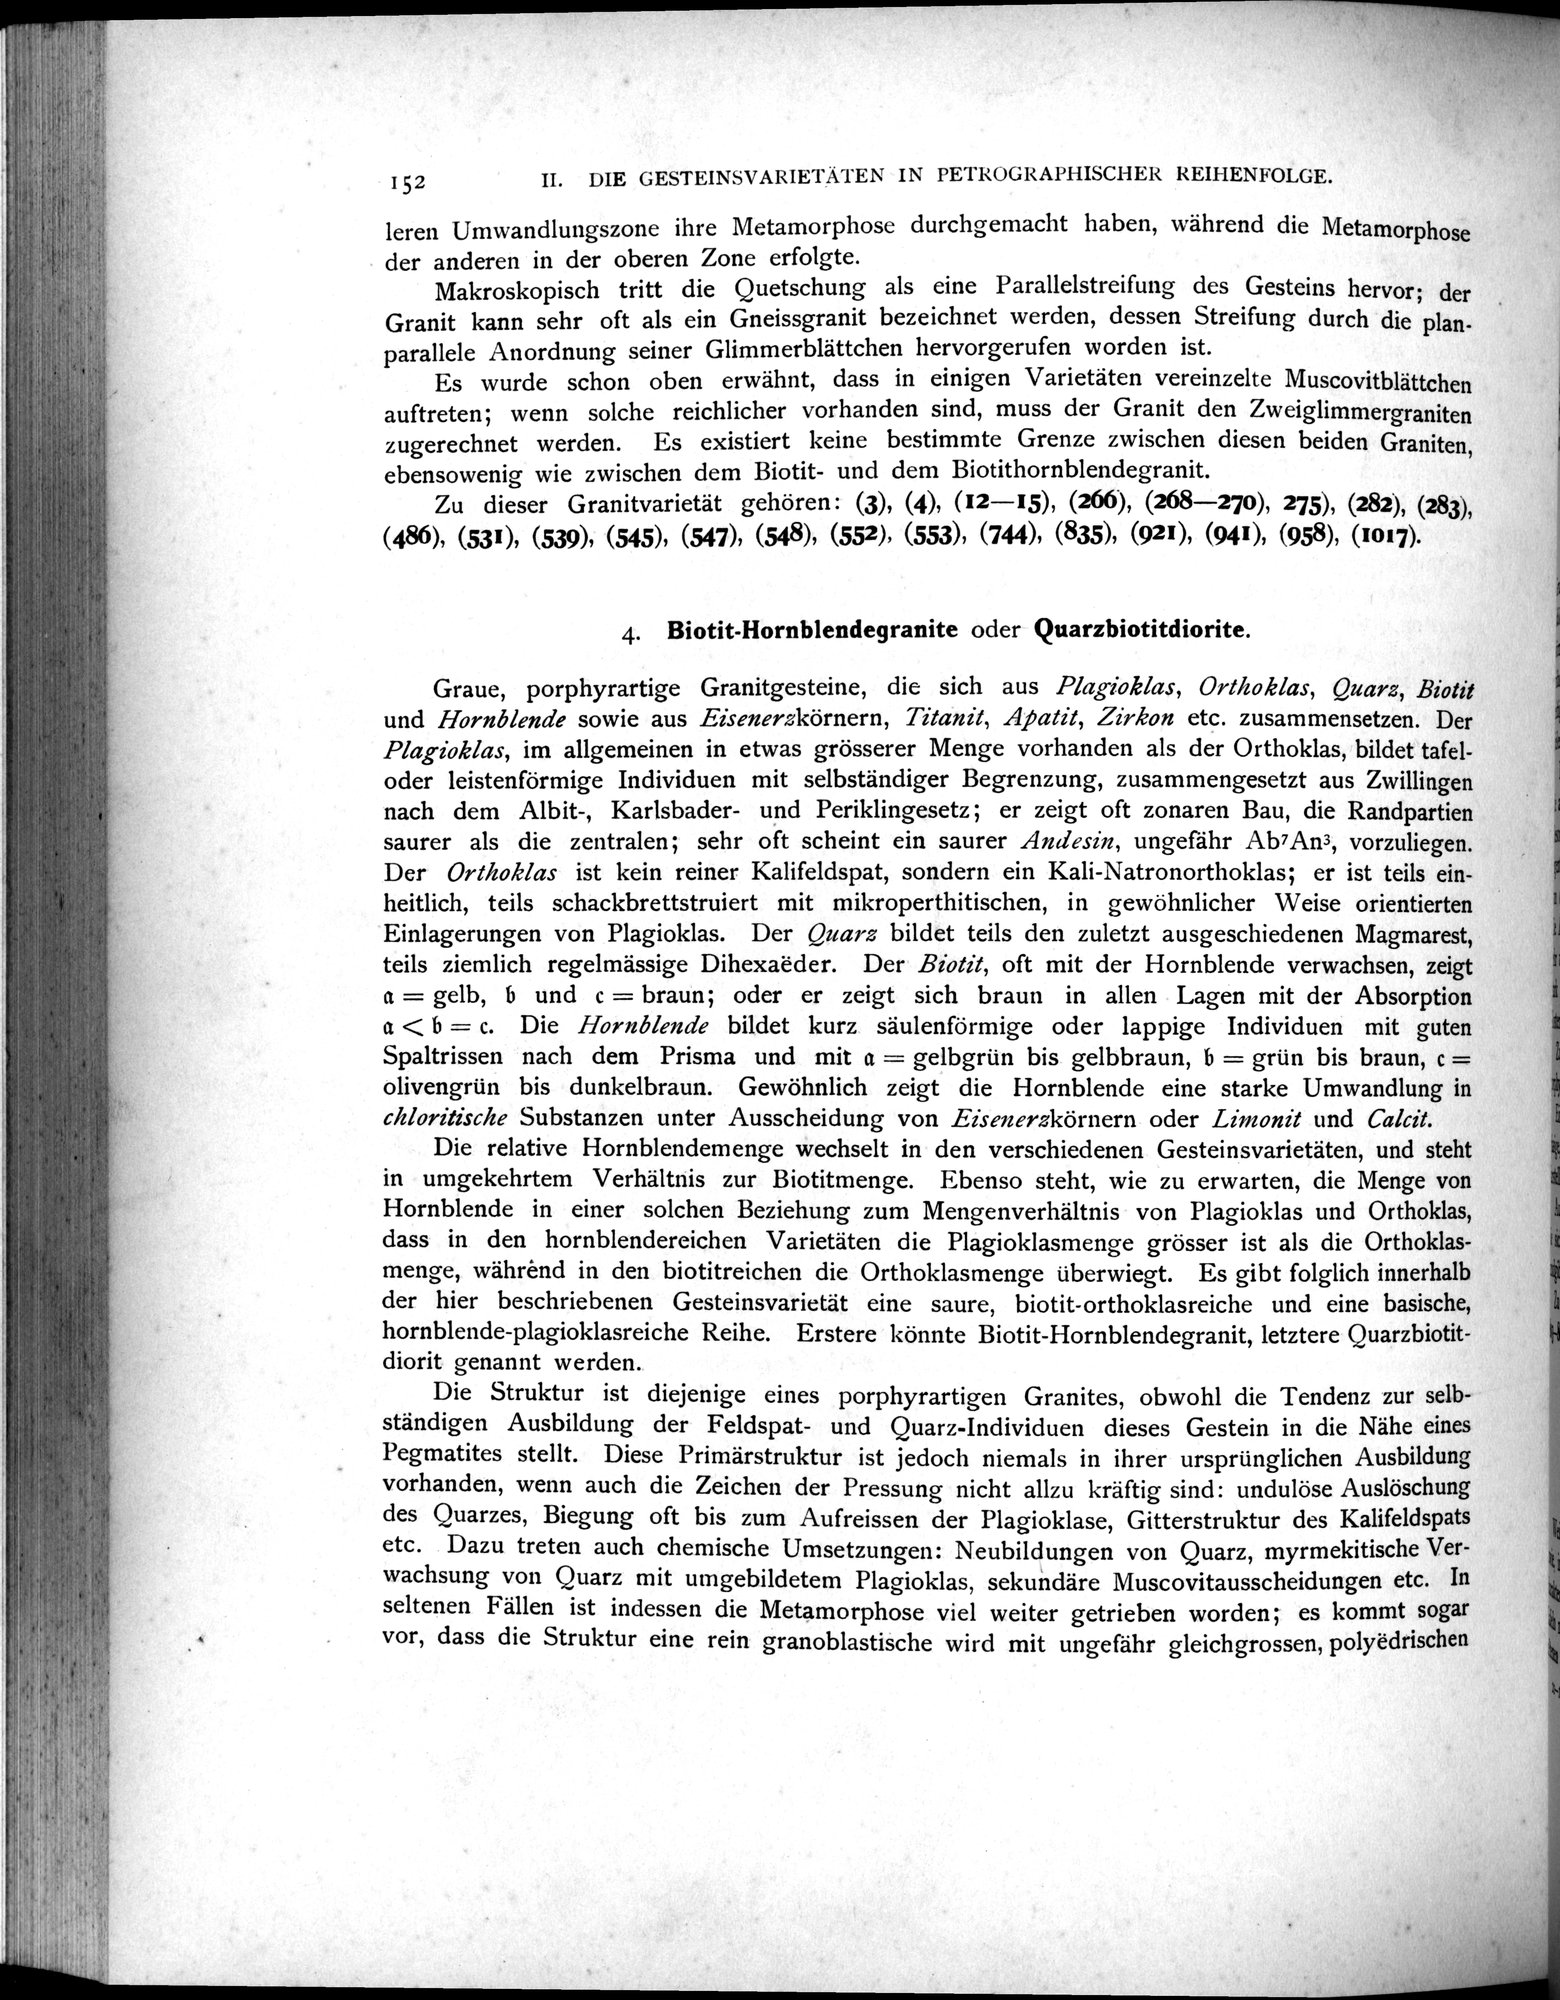 152 II. DIE GESTEINSVARIETÄTEN IN PETROGRAPHISCHER REIHENFOLGE.
leren Umwandlungszone ihre Metamorphose durchgemacht haben, während die Metamorphose
der anderen in der oberen Zone erfolgte.
Makroskopisch tritt die Quetschung als eine Parallelstreifung des Gesteins hervor; der
Granit kann sehr oft als ein Gneissgranit bezeichnet werden, dessen Streifung durch die plan-
parallele Anordnung seiner Glimmerblättchen hervorgerufen worden ist.
Es wurde schon oben erwähnt, dass in einigen Varietäten vereinzelte Muscovitblättchen
auftreten; wenn solche reichlicher vorhanden sind, muss der Granit den Zweiglimmergraniten
zugerechnet werden. Es existiert keine bestimmte Grenze zwischen diesen beiden Graniten,
ebensowenig wie zwischen dem Biotit- und dem Biotithornblendegranit.
Zu dieser Granitvarietät gehören: (3), (4), (12—15), (266), (268—270), 275), (282), (283),
(486), (531), (539), (545), (547), (548), (552), (553), (744), (835), (921), (941), (958), (1017).
4. Biotit-Hornblendegranite oder Quarzbiotitdiorite.
Graue, porphyrartige Granitgesteine, die sich aus Plagioklas, Orthoklas, Quarz, Biotit
und Hornblende sowie aus Eisenerzkörnern, Titanit, Apatit, Zirkon etc. zusammensetzen. Der
Plagioklas, im allgemeinen in etwas grösserer Menge vorhanden als der Orthoklas, bildet tafel-
oder leistenförmige Individuen mit selbständiger Begrenzung, zusammengesetzt aus Zwillingen
nach dem Albit-, Karlsbader- und Periklingesetz; er zeigt oft zonaren Bau, die Randpartien
saurer als die zentralen; sehr oft scheint ein saurer Andesin, ungefähr Ab⁷An³, vorzuliegen.
Der Orthoklas ist kein reiner Kalifeldspat, sondern ein Kali-Natronorthoklas; er ist teils ein-
heitlich, teils schackbrettstruiert mit mikroperthitischen, in gewöhnlicher Weise orientierten
Einlagerungen von Plagioklas. Der Quarz bildet teils den zuletzt ausgeschiedenen Magmarest,
teils ziemlich regelmässige Dihexaëder. Der Biotit, oft mit der Hornblende verwachsen, zeigt
𝔞 = gelb, 𝔟 und 𝔠 = braun; oder er zeigt sich braun in allen Lagen mit der Absorption
𝔞 < 𝔟 = 𝔠. Die Hornblende bildet kurz säulenförmige oder lappige Individuen mit guten
Spaltrissen nach dem Prisma und mit 𝔞 = gelbgrün bis gelbbraun, 𝔟 = grün bis braun, 𝔠 =
olivengrün bis dunkelbraun. Gewöhnlich zeigt die Hornblende eine starke Umwandlung in
chloritische Substanzen unter Ausscheidung von Eisenerzkörnern oder Limonit und Calcit.
Die relative Hornblendemenge wechselt in den verschiedenen Gesteinsvarietäten, und steht
in umgekehrtem Verhältnis zur Biotitmenge. Ebenso steht, wie zu erwarten, die Menge von
Hornblende in einer solchen Beziehung zum Mengenverhältnis von Plagioklas und Orthoklas,
dass in den hornblendereichen Varietäten die Plagioklasmenge grösser ist als die Orthoklas-
menge, während in den biotitreichen die Orthoklasmenge überwiegt. Es gibt folglich innerhalb
der hier beschriebenen Gesteinsvarietät eine saure, biotit-orthoklasreiche und eine basische,
hornblende-plagioklasreiche Reihe. Erstere könnte Biotit-Hornblendegranit, letztere Quarzbiotit-
diorit genannt werden.
Die Struktur ist diejenige eines porphyrartigen Granites, obwohl die Tendenz zur selb-
ständigen Ausbildung der Feldspat- und Quarz-Individuen dieses Gestein in die Nähe eines
Pegmatites stellt. Diese Primärstruktur ist jedoch niemals in ihrer ursprünglichen Ausbildung
vorhanden, wenn auch die Zeichen der Pressung nicht allzu kräftig sind: undulöse Auslöschung
des Quarzes, Biegung oft bis zum Aufreissen der Plagioklase, Gitterstruktur des Kalifeldspats
etc. Dazu treten auch chemische Umsetzungen: Neubildungen von Quarz, myrmekitische Ver-
wachsung von Quarz mit umgebildetem Plagioklas, sekundäre Muscovitausscheidungen etc. In
seltenen Fällen ist indessen die Metamorphose viel weiter getrieben worden; es kommt sogar
vor, dass die Struktur eine rein granoblastische wird mit ungefähr gleichgrossen, polyëdrischen